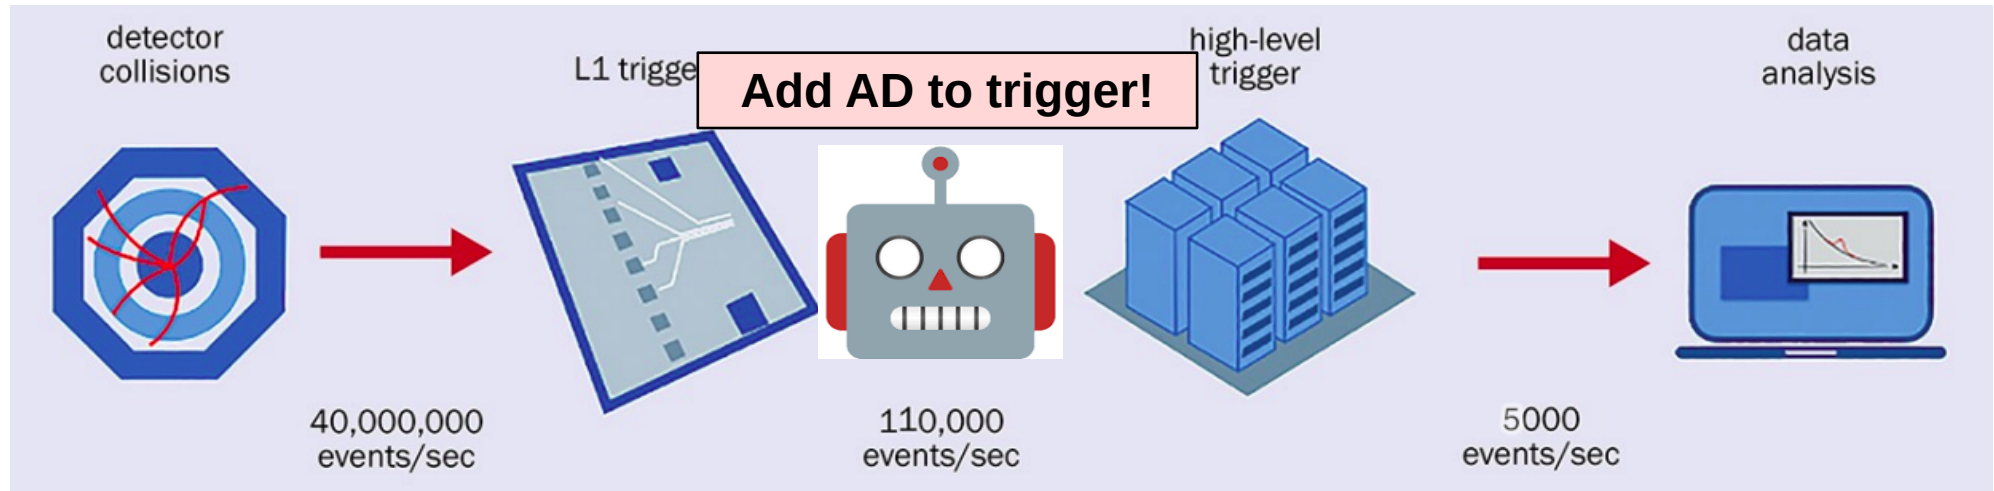 detector
collisions
L1 trigge
Add AD to trigger!
high-level
trigger
data
analysis
40,000,000
events/sec
110,000
events/sec
5000
events/sec